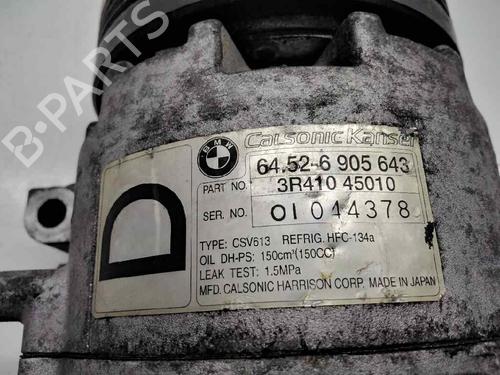 B-PARTS
BMW
Calsonic Kansei
64.52-6 905 643
PART NO. 3R410 45010
SER. NO. 01 044378
D
TYPE: CSV613 REFRIG. HFC-134a
OIL DH-PS: 150cm³(150CC)
LEAK TEST: 1.5MPa
MFD. CALSONIC HARRISON CORP. MADE IN JAPAN